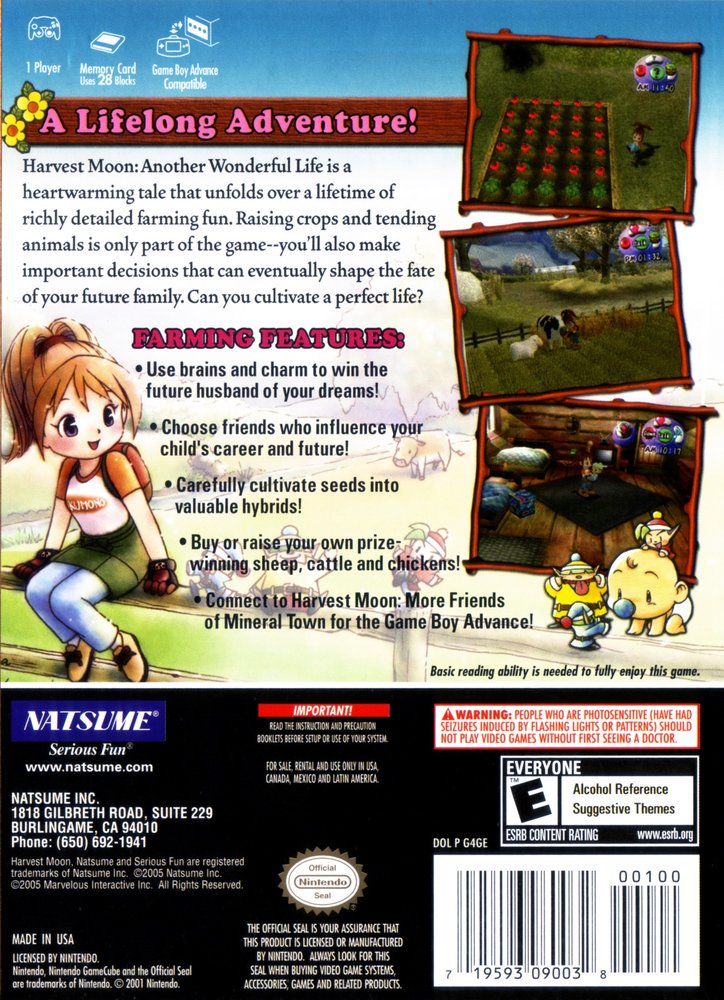 1 Player
Memory Card
Uses 28 Blocks
Game Boy Advance
Compatible
A Lifelong Adventure!
Harvest Moon: Another Wonderful Life is a
heartwarming tale that unfolds over a lifetime of
richly detailed farming fun. Raising crops and tending
animals is only part of the game--you'll also make
important decisions that can eventually shape the fate
of your future family. Can you cultivate a perfect life?
FARMING FEATURES:
• Use brains and charm to win the
future husband of your dreams!
• Choose friends who influence your
child's career and future!
• Carefully cultivate seeds into
valuable hybrids!
• Buy or raise your own prize-
winning sheep, cattle and chickens!
• Connect to Harvest Moon: More Friends
of Mineral Town for the Game Boy Advance!
AM 11:40
PM 01:32
Talk
AM 10:17
Basic reading ability is needed to fully enjoy this game.
NATSUME®
Serious Fun®
www.natsume.com
NATSUME INC.
1818 GILBRETH ROAD, SUITE 229
BURLINGAME, CA 94010
Phone: (650) 692-1941
Harvest Moon, Natsume and Serious Fun are registered
trademarks of Natsume Inc. ©2005 Natsume Inc.
©2005 Marvelous Interactive Inc. All Rights Reserved.
MADE IN USA
LICENSED BY NINTENDO.
Nintendo, Nintendo GameCube and the Official Seal
are trademarks of Nintendo. © 2001 Nintendo.
IMPORTANT!
READ THE INSTRUCTION AND PRECAUTION
BOOKLETS BEFORE SETUP OR USE OF YOUR SYSTEM.
FOR SALE, RENTAL AND USE ONLY IN USA,
CANADA, MEXICO AND LATIN AMERICA.
Official
Nintendo
Seal
®
THE OFFICIAL SEAL IS YOUR ASSURANCE THAT
THIS PRODUCT IS LICENSED OR MANUFACTURED
BY NINTENDO. ALWAYS LOOK FOR THIS
SEAL WHEN BUYING VIDEO GAME SYSTEMS,
ACCESSORIES, GAMES AND RELATED PRODUCTS.
WARNING: PEOPLE WHO ARE PHOTOSENSITIVE (HAVE HAD
SEIZURES INDUCED BY FLASHING LIGHTS OR PATTERNS) SHOULD
NOT PLAY VIDEO GAMES WITHOUT FIRST SEEING A DOCTOR.
EVERYONE
TM
E
Alcohol Reference
Suggestive Themes
ESRB CONTENT RATING www.esrb.org
DOL P G4GE
00100
7 19593 09003 8